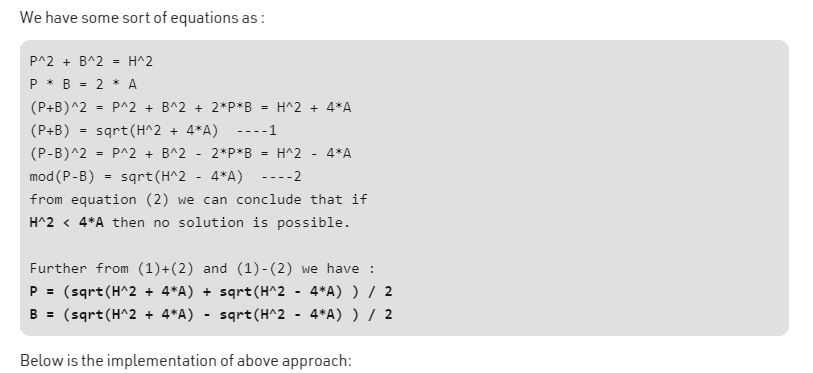 We have some sort of equations as :
P^2 + B^2 = H^2
P * B = 2 * A
(P+B)^2 = P^2 + B^2 + 2*P*B = H^2 + 4*A
(P+B) = sqrt(H^2 + 4*A)  ----1
(P-B)^2 = P^2 + B^2 - 2*P*B = H^2 - 4*A
mod(P-B) = sqrt(H^2 - 4*A)  ----2
from equation (2) we can conclude that if
H^2 < 4*A then no solution is possible.
Further from (1)+(2) and (1)-(2) we have :
P = (sqrt(H^2 + 4*A) + sqrt(H^2 - 4*A) ) / 2
B = (sqrt(H^2 + 4*A) - sqrt(H^2 - 4*A) ) / 2
Below is the implementation of above approach: